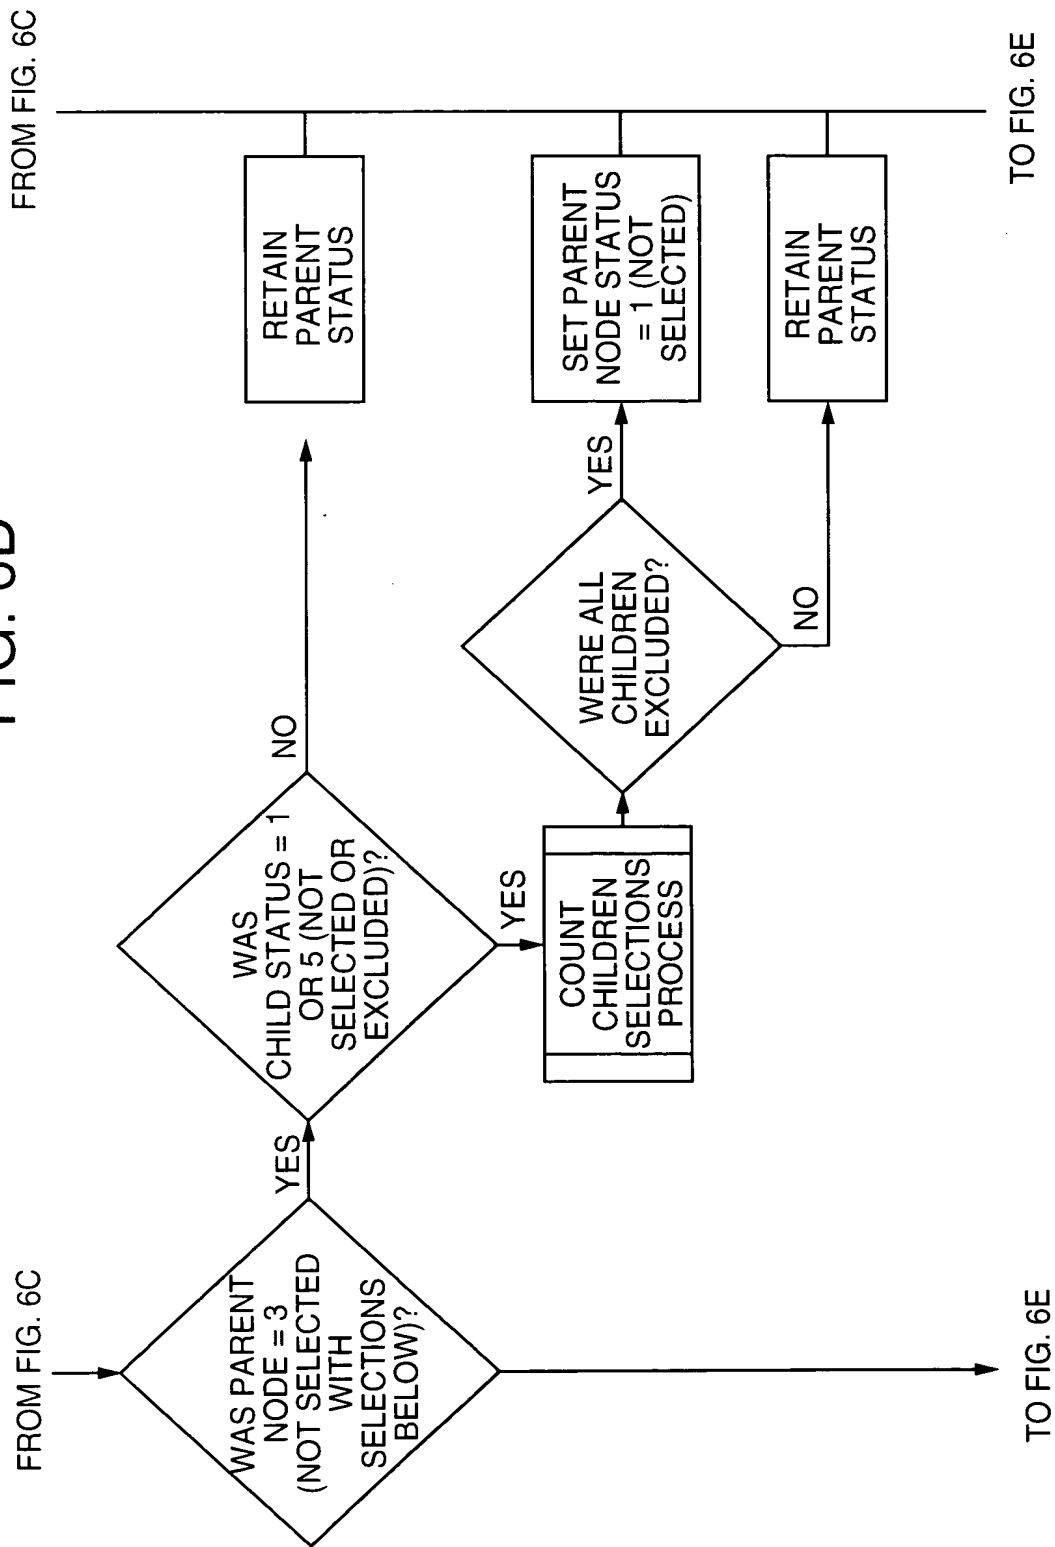 FIG. 6D
FROM FIG. 6C
FROM FIG. 6C
WAS PARENT
NODE = 3
(NOT SELECTED
WITH
SELECTIONS
BELOW)?
YES
WAS
CHILD STATUS = 1
OR 5 (NOT
SELECTED OR
EXCLUDED)?
NO
RETAIN
PARENT
STATUS
YES
COUNT
CHILDREN
SELECTIONS
PROCESS
WERE ALL
CHILDREN
EXCLUDED?
YES
SET PARENT
NODE STATUS
= 1 (NOT
SELECTED)
NO
RETAIN
PARENT
STATUS
TO FIG. 6E
TO FIG. 6E